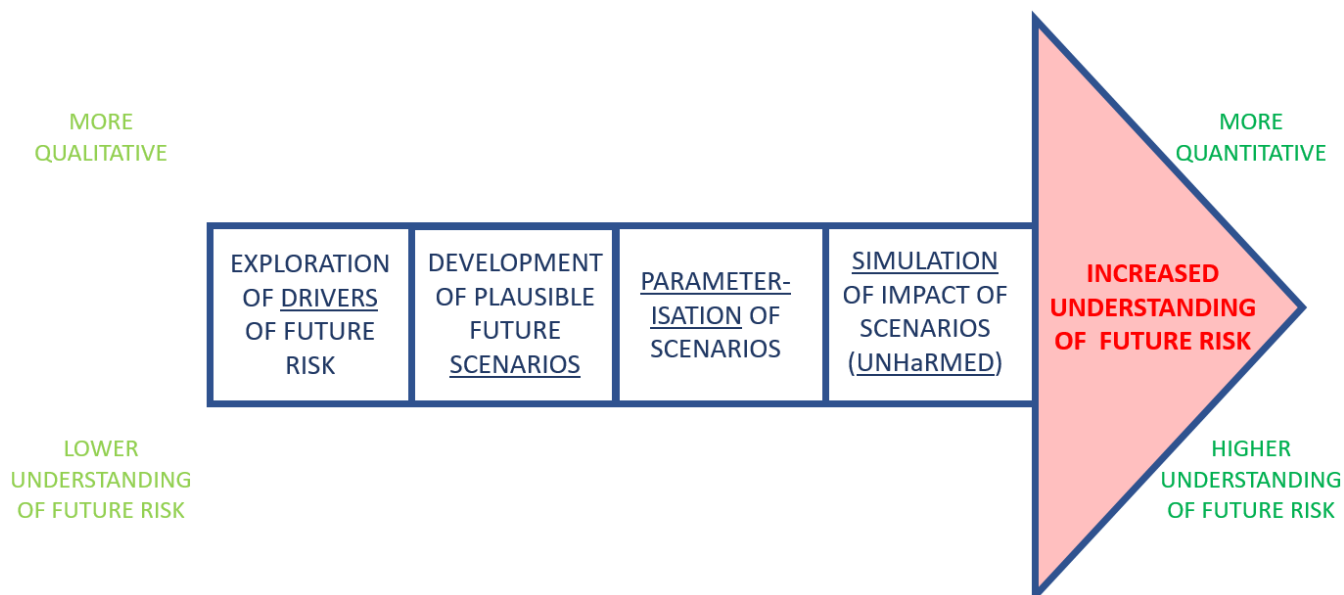 MORE
QUALITATIVE
MORE
QUANTITATIVE
EXPLORATION
OF DRIVERS
OF FUTURE
RISK
DEVELOPMENT
OF PLAUSIBLE
FUTURE
SCENARIOS
PARAMETER-
ISATION OF
SCENARIOS
SIMULATION
OF IMPACT OF
SCENARIOS
(UNHaRMED)
INCREASED
UNDERSTANDING
OF FUTURE RISK
LOWER
UNDERSTANDING
OF FUTURE RISK
HIGHER
UNDERSTANDING
OF FUTURE RISK